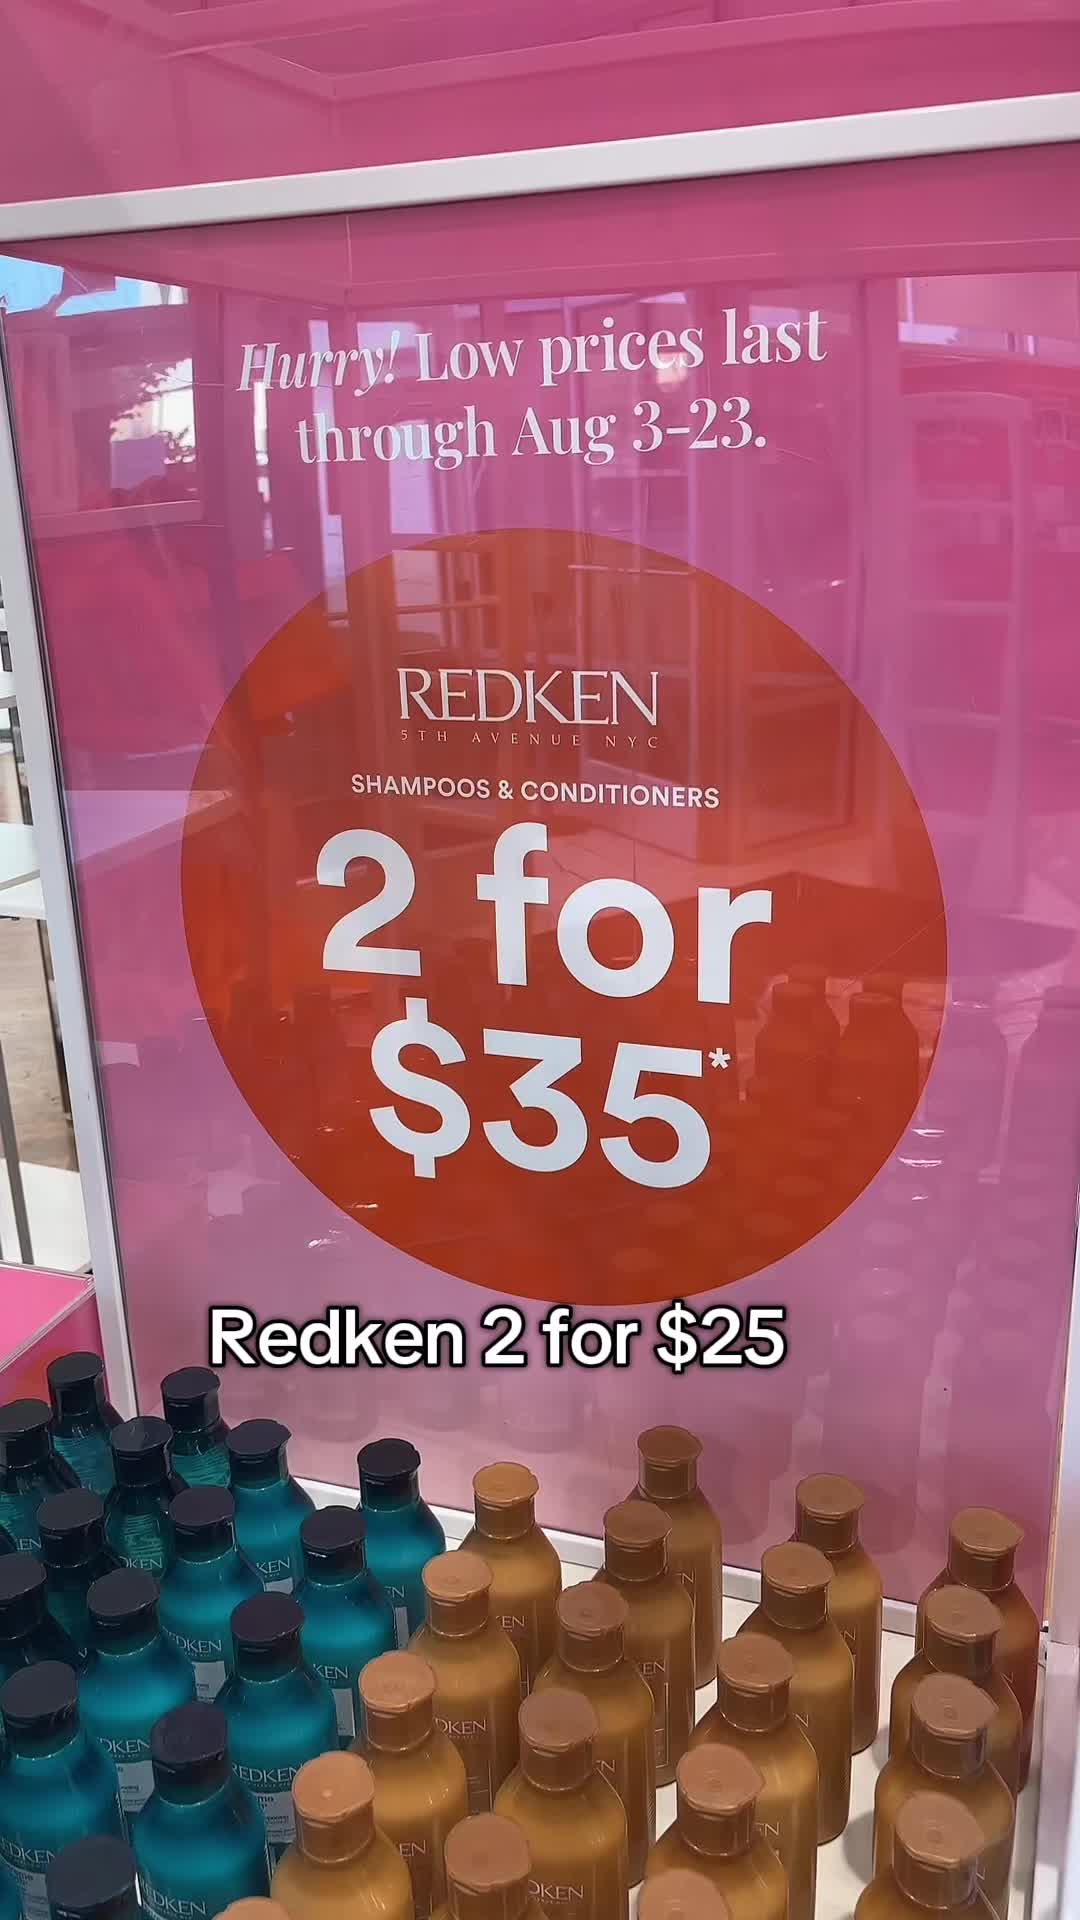 Hurry! Low prices last
through Aug 3-23.
REDKEN
5TH AVENUE NYC
SHAMPOOS & CONDITIONERS
2 for
$35*
Redken 2 for $25
REDKEN